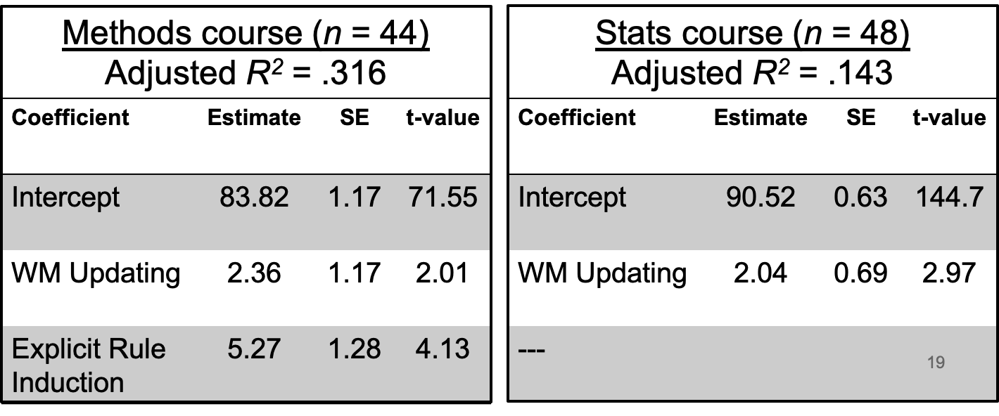 Methods course (n = 44)
Adjusted R² = .316
Coefficient Estimate SE t-value
Intercept 83.82 1.17 71.55
WM Updating 2.36 1.17 2.01
Explicit Rule 5.27 1.28 4.13
Induction
Stats course (n = 48)
Adjusted R² = .143
Coefficient Estimate SE t-value
Intercept 90.52 0.63 144.7
WM Updating 2.04 0.69 2.97
---
19